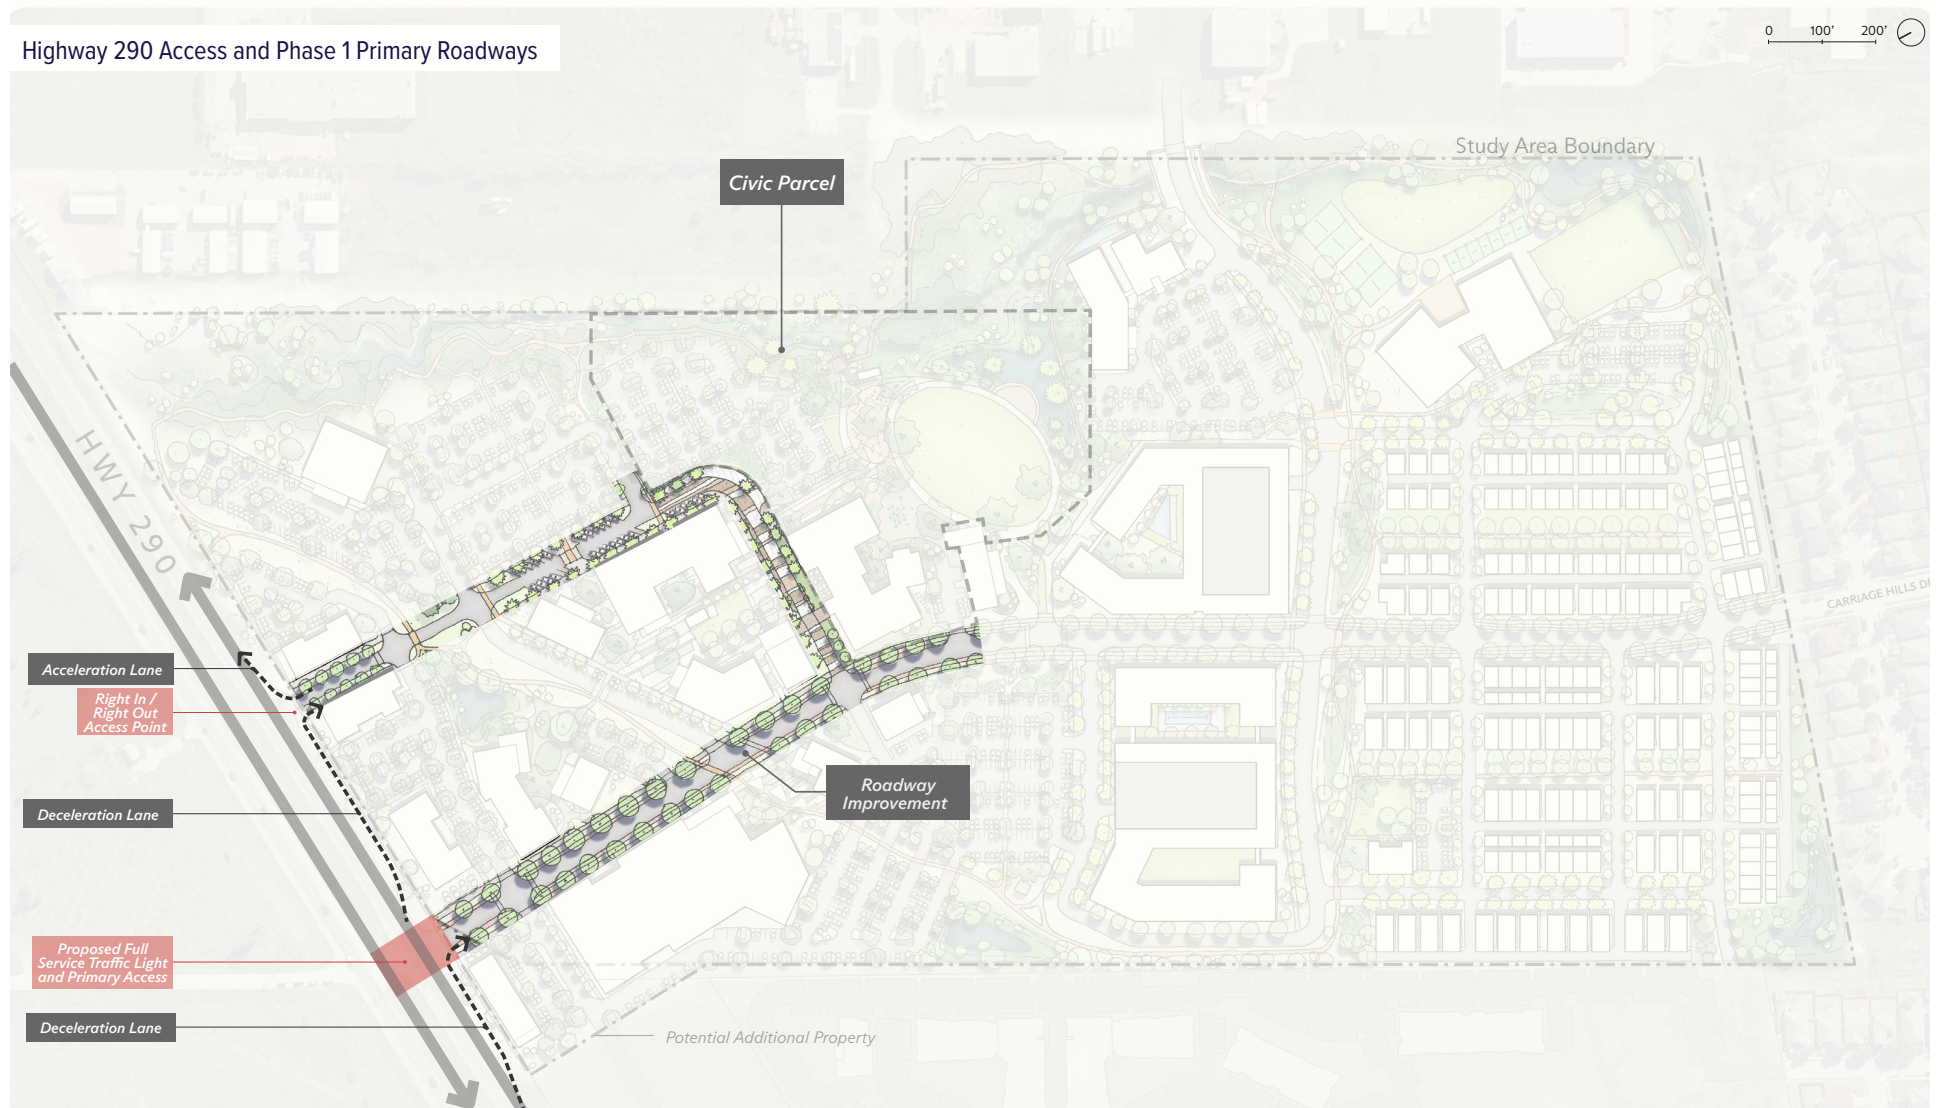 Highway 290 Access and Phase 1 Primary Roadways
0 100' 200'
Study Area Boundary
Civic Parcel
HWY 290
CARRIAGE HILLS DR
Acceleration Lane
Right In /
Right Out
Access Point
Roadway
Improvement
Deceleration Lane
Proposed Full
Service Traffic Light
and Primary Access
Deceleration Lane
Potential Additional Property